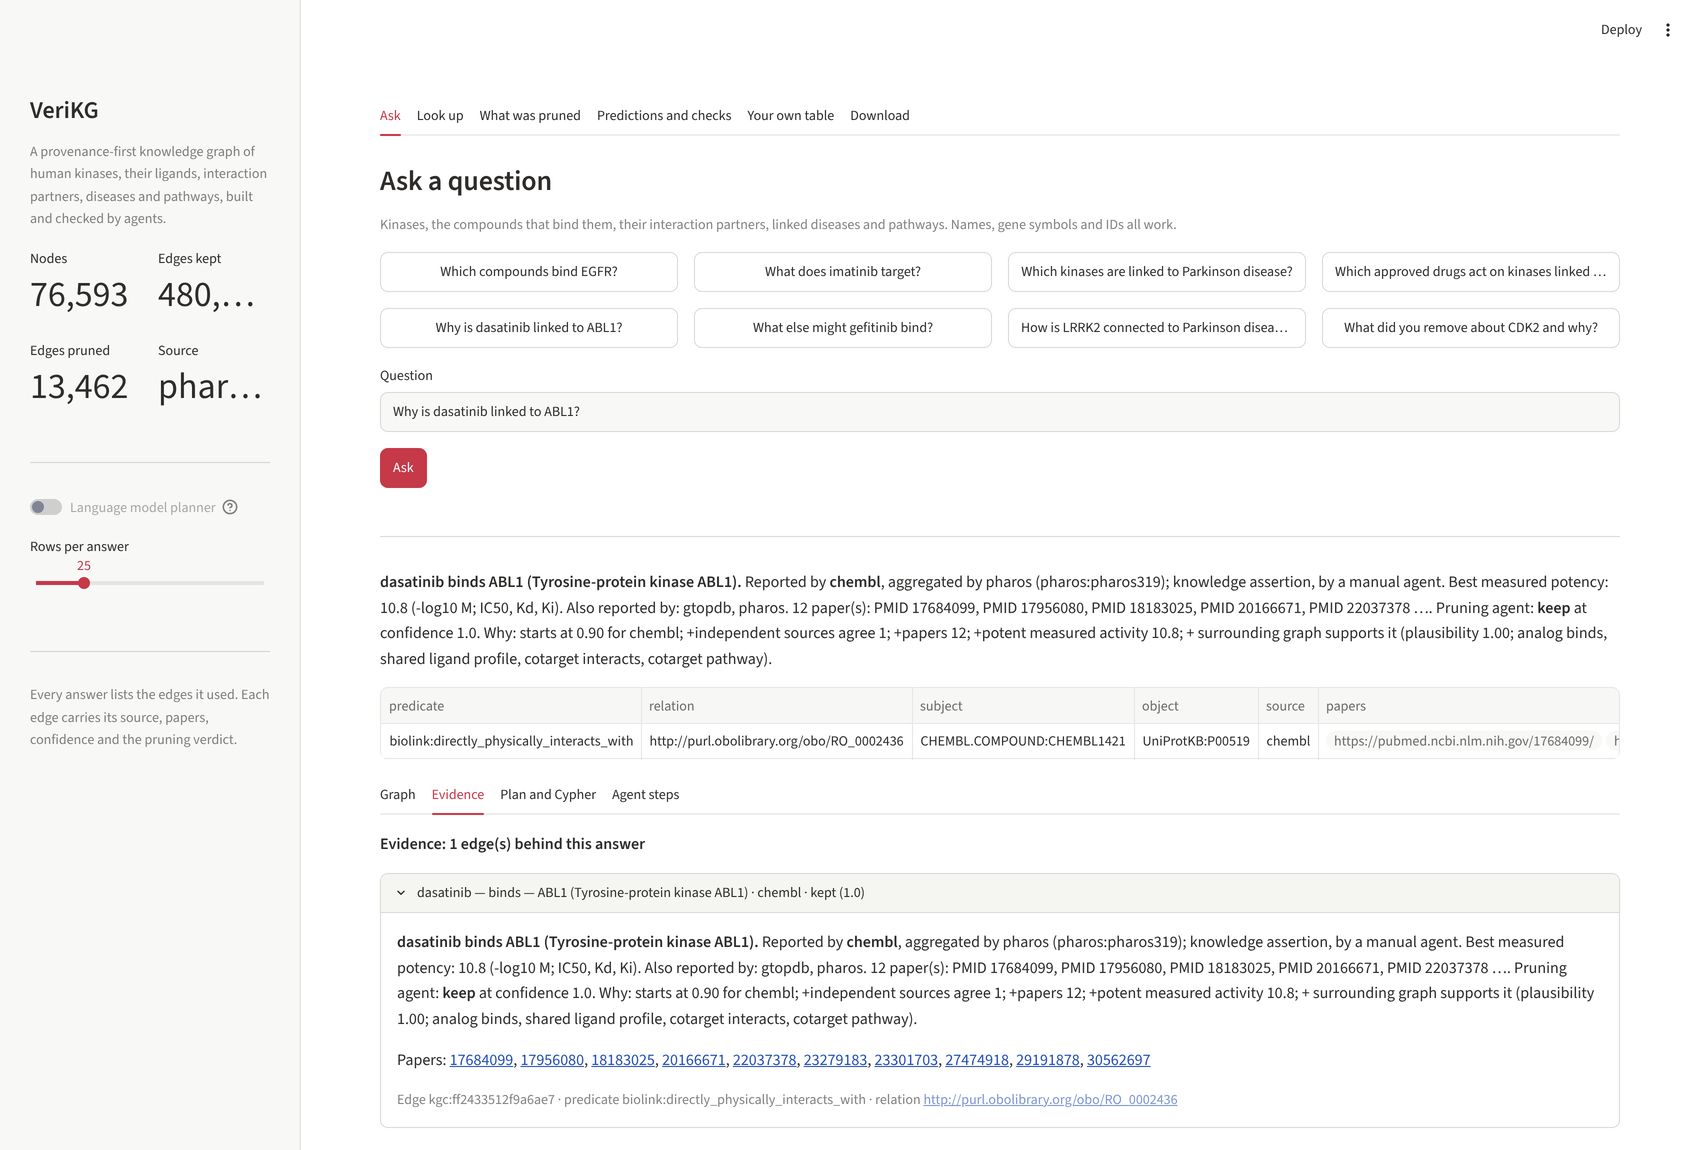 Deploy
VeriKG
A provenance-first knowledge graph of
human kinases, their ligands, interaction
partners, diseases and pathways, built
and checked by agents.
Nodes
76,593
Edges kept
480,…
Edges pruned
13,462
Source
phar…
Language model planner
Rows per answer
25
Every answer lists the edges it used. Each
edge carries its source, papers,
confidence and the pruning verdict.
Ask Look up What was pruned Predictions and checks Your own table Download
Ask a question
Kinases, the compounds that bind them, their interaction partners, linked diseases and pathways. Names, gene symbols and IDs all work.
Which compounds bind EGFR? What does imatinib target? Which kinases are linked to Parkinson disease? Which approved drugs act on kinases linked …
Why is dasatinib linked to ABL1? What else might gefitinib bind? How is LRRK2 connected to Parkinson disea… What did you remove about CDK2 and why?
Question
Why is dasatinib linked to ABL1?
Ask
dasatinib binds ABL1 (Tyrosine-protein kinase ABL1). Reported by chembl, aggregated by pharos (pharos:pharos319); knowledge assertion, by a manual agent. Best measured potency:
10.8 (-log10 M; IC50, Kd, Ki). Also reported by: gtopdb, pharos. 12 paper(s): PMID 17684099, PMID 17956080, PMID 18183025, PMID 20166671, PMID 22037378 …. Pruning agent: keep at
confidence 1.0. Why: starts at 0.90 for chembl; +independent sources agree 1; +papers 12; +potent measured activity 10.8; + surrounding graph supports it (plausibility 1.00; analog binds,
shared ligand profile, cotarget interacts, cotarget pathway).
predicate relation subject object source papers
biolink:directly_physically_interacts_with http://purl.obolibrary.org/obo/RO_0002436 CHEMBL.COMPOUND:CHEMBL1421 UniProtKB:P00519 chembl https://pubmed.ncbi.nlm.nih.gov/17684099/ h
Graph Evidence Plan and Cypher Agent steps
Evidence: 1 edge(s) behind this answer
dasatinib — binds — ABL1 (Tyrosine-protein kinase ABL1) · chembl · kept (1.0)
dasatinib binds ABL1 (Tyrosine-protein kinase ABL1). Reported by chembl, aggregated by pharos (pharos:pharos319); knowledge assertion, by a manual agent. Best measured
potency: 10.8 (-log10 M; IC50, Kd, Ki). Also reported by: gtopdb, pharos. 12 paper(s): PMID 17684099, PMID 17956080, PMID 18183025, PMID 20166671, PMID 22037378 …. Pruning
agent: keep at confidence 1.0. Why: starts at 0.90 for chembl; +independent sources agree 1; +papers 12; +potent measured activity 10.8; + surrounding graph supports it (plausibility
1.00; analog binds, shared ligand profile, cotarget interacts, cotarget pathway).
Papers: 17684099, 17956080, 18183025, 20166671, 22037378, 23279183, 23301703, 27474918, 29191878, 30562697
Edge kgc:ff2433512f9a6ae7 · predicate biolink:directly_physically_interacts_with · relation http://purl.obolibrary.org/obo/RO_0002436